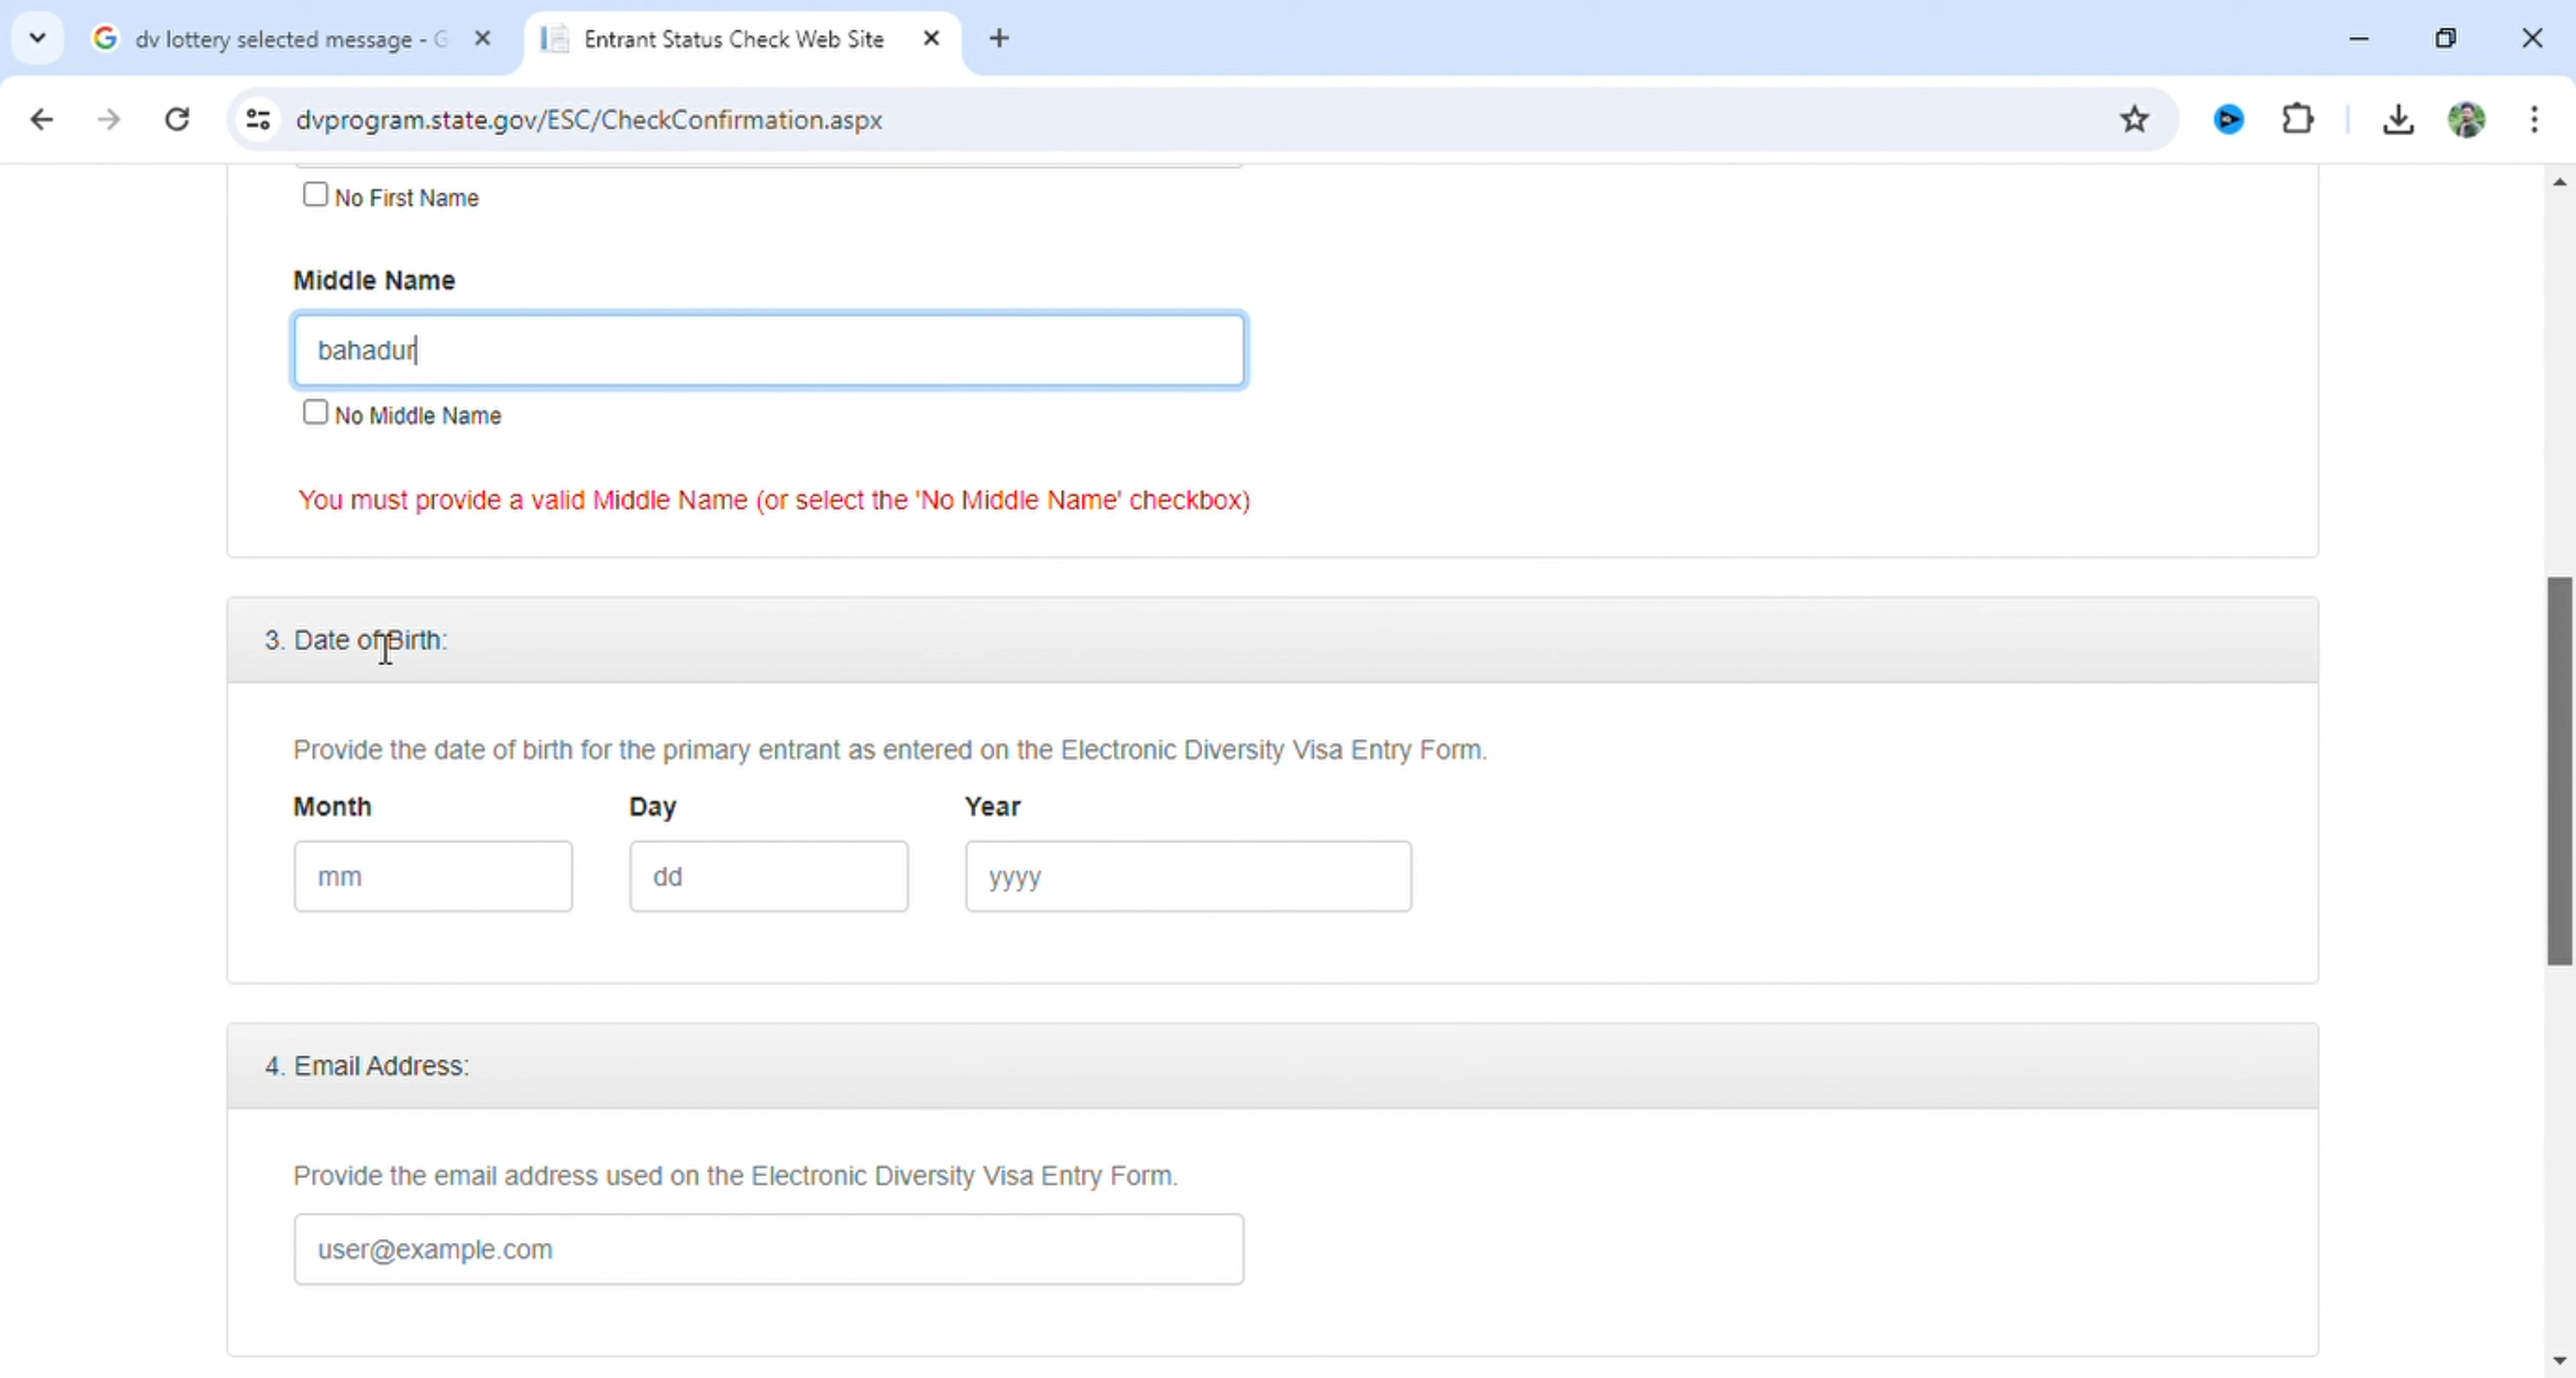 dv lottery selected message - G
Entrant Status Check Web Site
dvprogram.state.gov/ESC/CheckConfirmation.aspx
No First Name
Middle Name
bahadur
No Middle Name
You must provide a valid Middle Name (or select the 'No Middle Name' checkbox)
3. Date of Birth:
Provide the date of birth for the primary entrant as entered on the Electronic Diversity Visa Entry Form.
Month Day Year
mm dd yyyy
4. Email Address:
Provide the email address used on the Electronic Diversity Visa Entry Form.
user@example.com